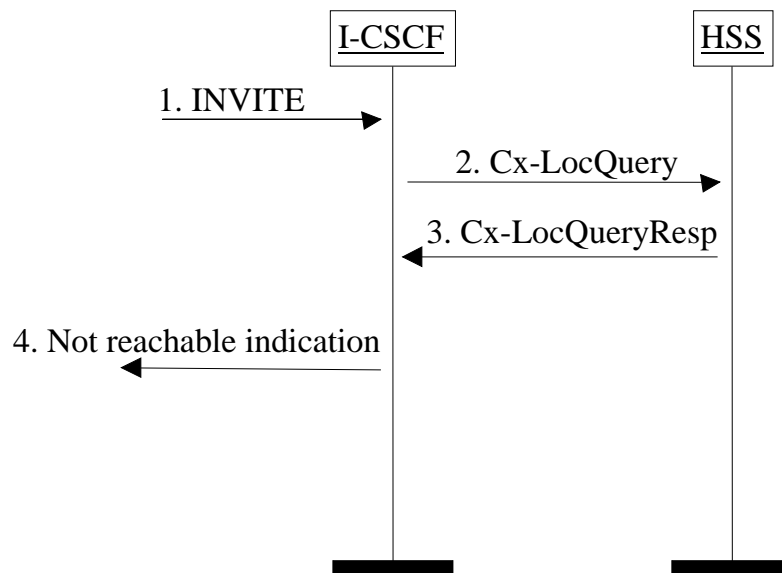 I-CSCF
HSS
1. INVITE
2. Cx-LocQuery
3. Cx-LocQueryResp
4. Not reachable indication